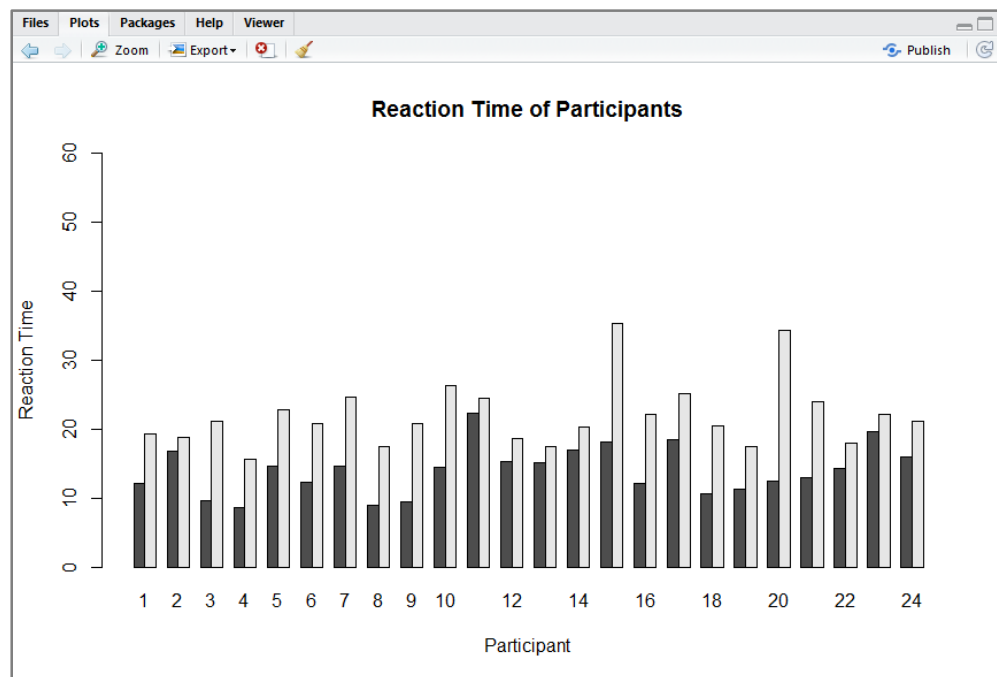 Files Plots Packages Help Viewer
Zoom Export Publish
Reaction Time of Participants
60
50
40
30
20
10
0
Reaction Time
1 2 3 4 5 6 7 8 9 10 12 14 16 18 20 22 24
Participant